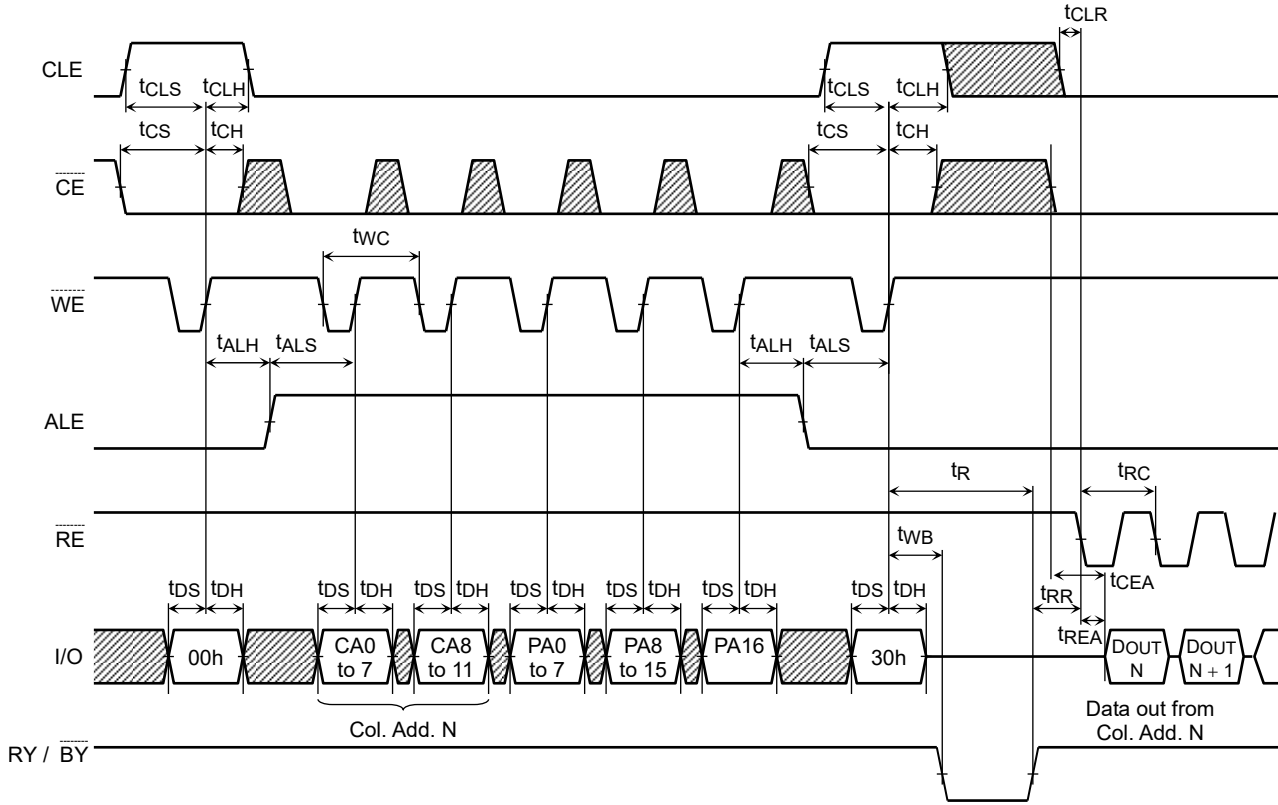 tCLR
CLE
tCLS tCLH tCLS tCLH
tCS tCH tCS tCH
CE
tWC
WE
tALH tALS tALH tALS
ALE
tR tRC
RE
tWB
tCEA
tDS tDH tDS tDH tDS tDH tDS tDH tDS tDH tDS tDH tDS tDH tRR
tREA
I/O 00h CA0 to 7 CA8 to 11 PA0 to 7 PA8 to 15 PA16 30h DOUT N DOUT N + 1
Col. Add. N
Data out from
Col. Add. N
RY / BY